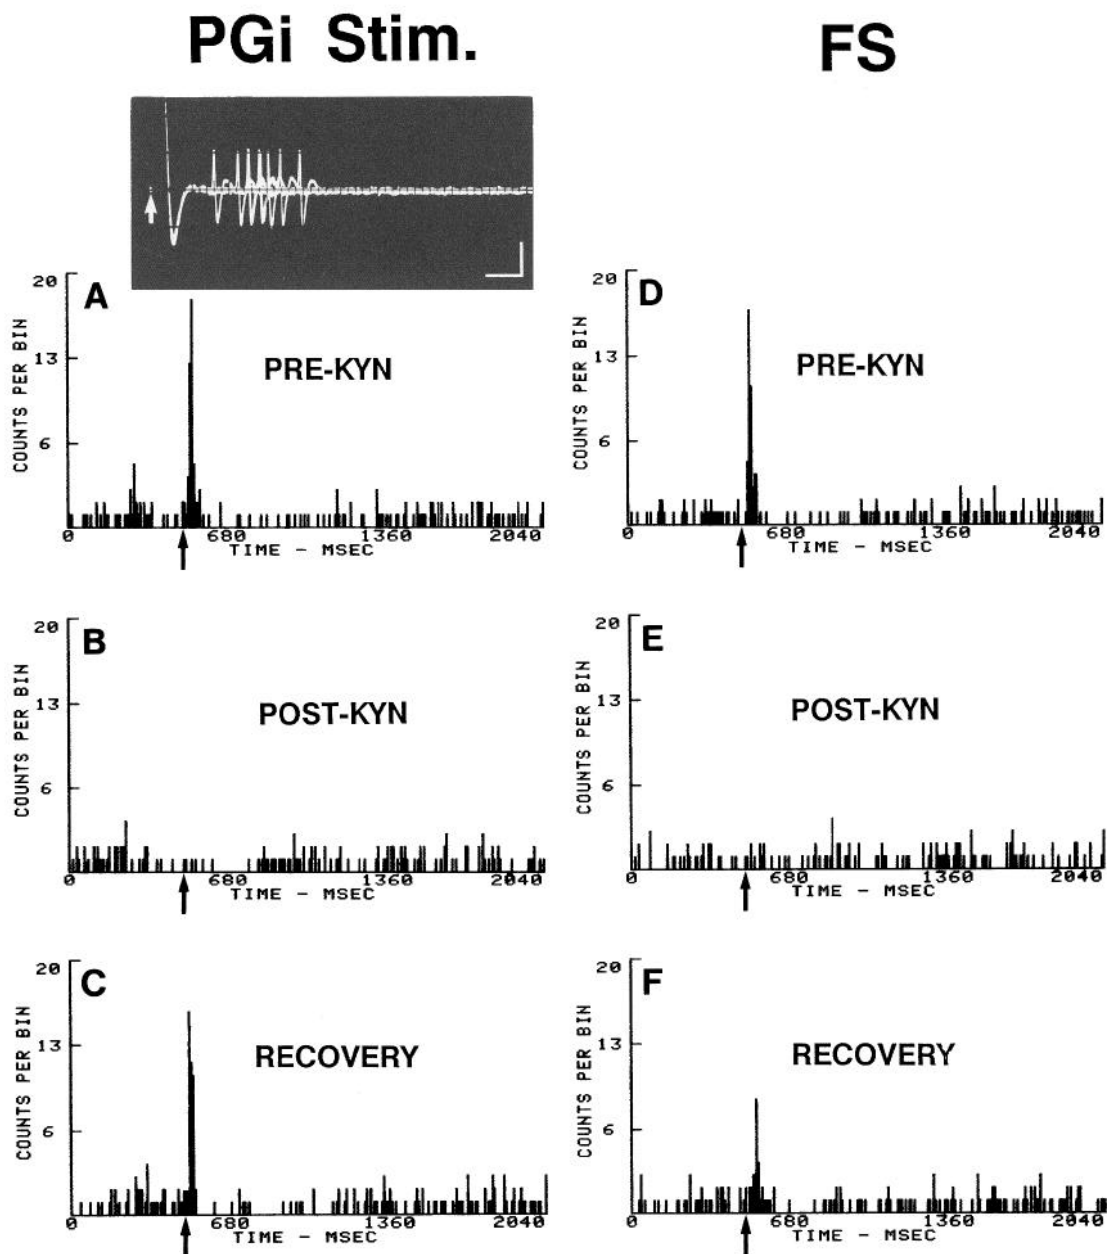 PGi Stim.
FS
A
PRE-KYN
COUNTS PER BIN
20
13
6
0 680 1360 2040
TIME - MSEC
D
PRE-KYN
COUNTS PER BIN
20
13
6
0 680 1360 2040
TIME - MSEC
B
POST-KYN
COUNTS PER BIN
20
13
6
0 680 1360 2040
TIME - MSEC
E
POST-KYN
COUNTS PER BIN
20
13
6
0 680 1360 2040
TIME - MSEC
C
RECOVERY
COUNTS PER BIN
20
13
6
0 680 1360 2040
TIME - MSEC
F
RECOVERY
COUNTS PER BIN
20
13
6
0 680 1360 2040
TIME - MSEC